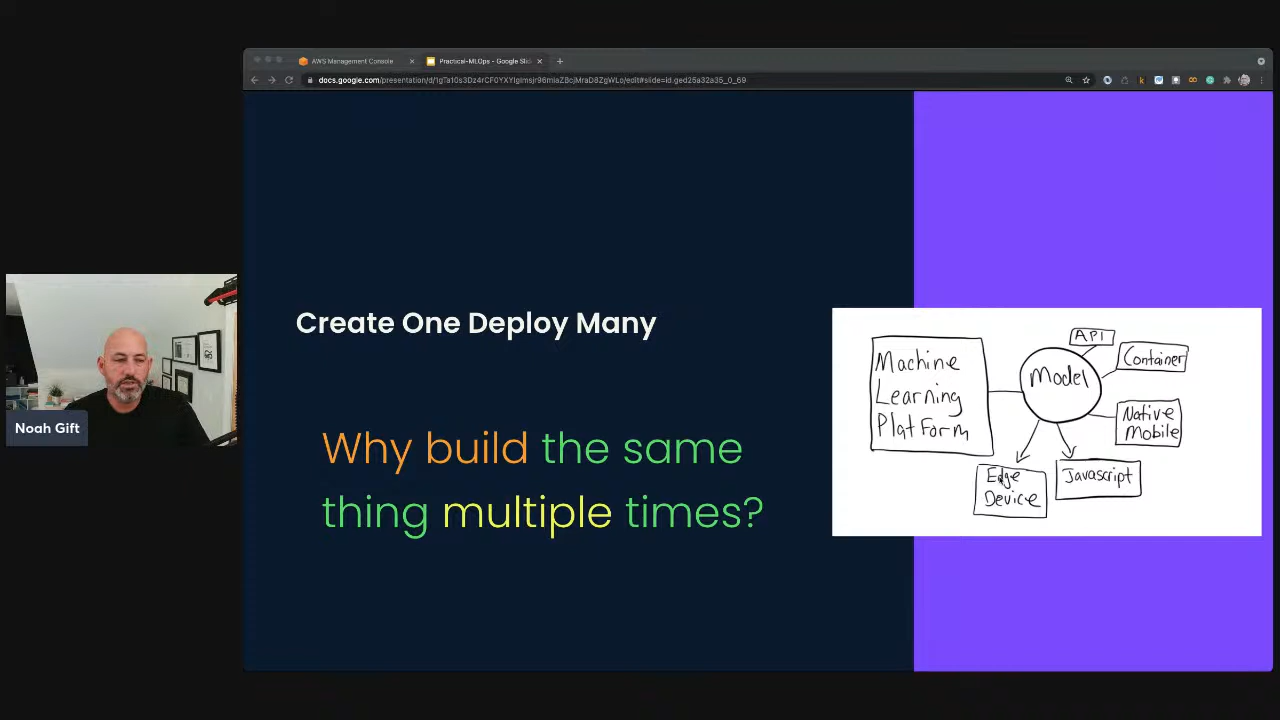 AWS Management Console
Practical-MLOps - Google Slid
Create One Deploy Many
Why build the same
thing multiple times?
Machine
Learning
Platform
Model
API
Container
Native
Mobile
Edge
Device
Javascript
Noah Gift